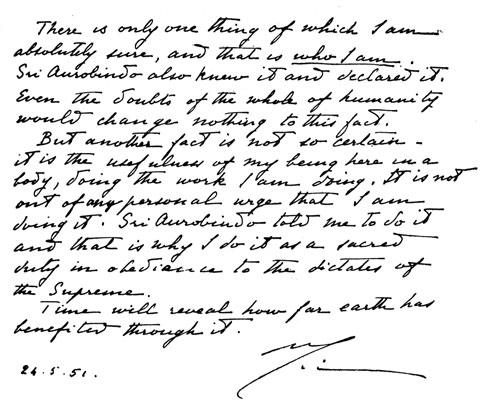 There is only one thing of which I am
absolutely sure, and that is who I am.
Sri Aurobindo also knew it and declared it.
Even the doubts of the whole of humanity
would change nothing to this fact.
But another fact is not so certain -
it is the usefulness of my being here in a
body, doing the work I am doing. It is not
out of any personal urge that I am
doing it. Sri Aurobindo told me to do it
and that is why I do it as a sacred
duty in obedience to the dictates of
the Supreme.
Time will reveal how far earth has
benefited through it.
24.5.51.